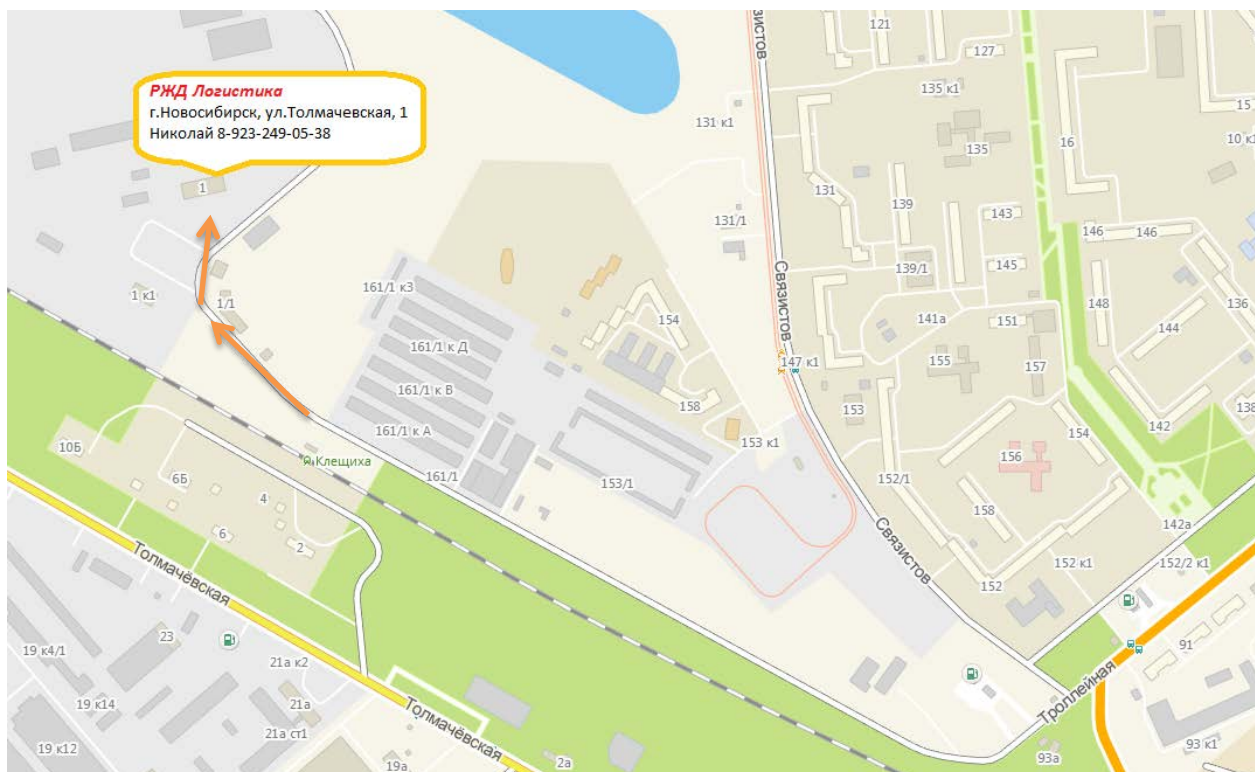 Связистов
121
127
135 к1
131 к1
135
16
15
10 к1
РЖД Логистика
г.Новосибирск, ул.Толмачевская, 1
Николай 8-923-249-05-38
1
131
139
131/1
143
146
146
145
139/1
Связистов
1 к1
1/1
161/1 к3
154
141а
151
148
136
144
161/1 к Д
147 к1
155
157
161/1 к В
158
153
138
142
161/1 к А
153 к1
154
10Б
Клещиха
156
6Б
161/1
153/1
152/1
4
158
142а
6
2
Связистов
Толмачёвская
152
152 к1
152/2 к1
23
21а к2
91
19 к4/1
Троллейная
19 к14
21а
Толмачёвская
21а ст1
19 к12
19а
2а
93а
93 к1